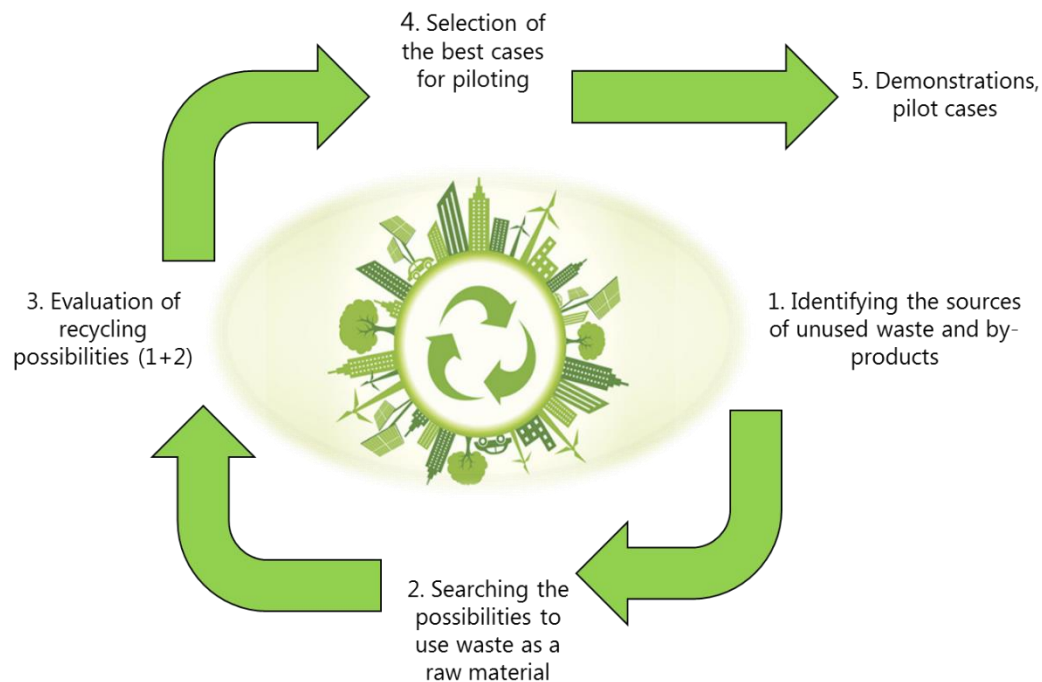 4. Selection of
the best cases
for piloting
5. Demonstrations,
pilot cases
3. Evaluation of
recycling
possibilities (1+2)
1. Identifying the sources
of unused waste and by-
products
2. Searching the
possibilities to
use waste as a
raw material